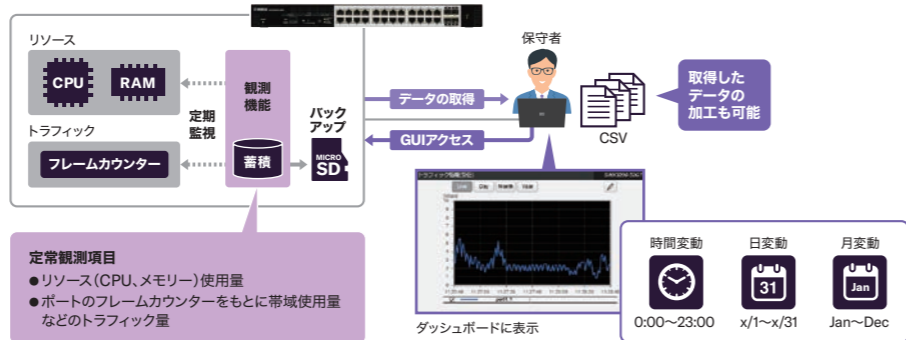 リソース
CPU
RAM
トラフィック
フレームカウンター
定期
監視
観測
機能
蓄積
バック
アップ
MICRO
SD
データの取得
GUIアクセス
保守者
CSV
取得した
データの
加工も可能
定常観測項目
●リソース(CPU、メモリー)使用量
●ポートのフレームカウンターをもとに帯域使用量
などのトラフィック量
Live
Day
ダッシュボードに表示
時間変動
日変動
月変動
31
Jan
0:00～23:00
x/1～x/31
Jan～Dec